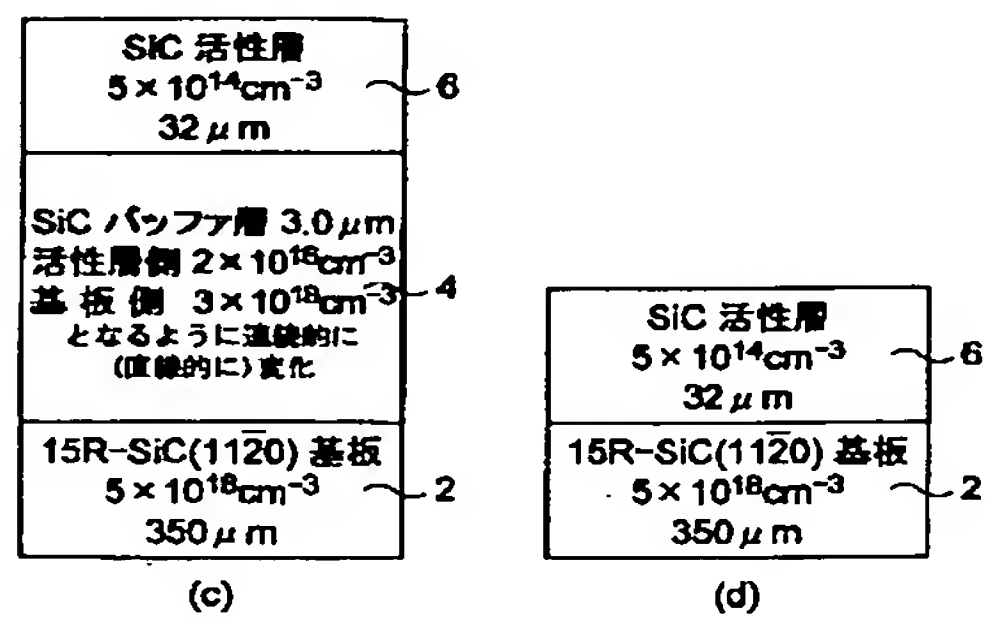 SiC 活性層
5×10¹⁴cm⁻³
32μm
6
SiC バッファ層 3.0μm
活性層側 2×10¹⁶cm⁻³
基板側 3×10¹⁸cm⁻³
4
となるように連続的に
(直線的に)変化
15R-SiC(112̅0) 基板
5×10¹⁸cm⁻³
2
350μm
(c)
SiC 活性層
5×10¹⁴cm⁻³
6
32μm
15R-SiC(112̅0) 基板
5×10¹⁸cm⁻³
2
350μm
(d)